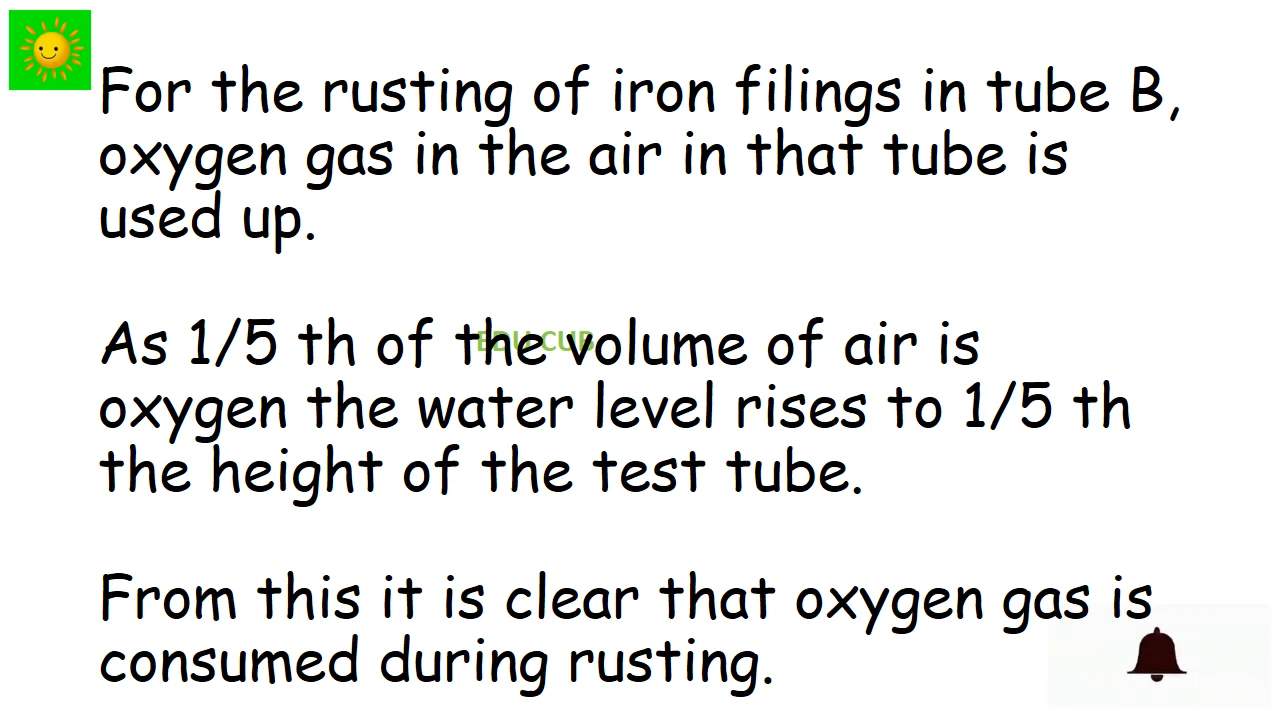 For the rusting of iron filings in tube B,
oxygen gas in the air in that tube is
used up.
As 1/5 th of the volume of air is
EDU CUB
oxygen the water level rises to 1/5 th
the height of the test tube.
From this it is clear that oxygen gas is
consumed during rusting.